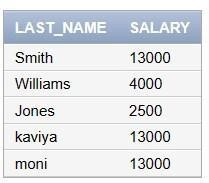 LAST_NAME SALARY
Smith 13000
Williams 4000
Jones 2500
kaviya 13000
moni 13000